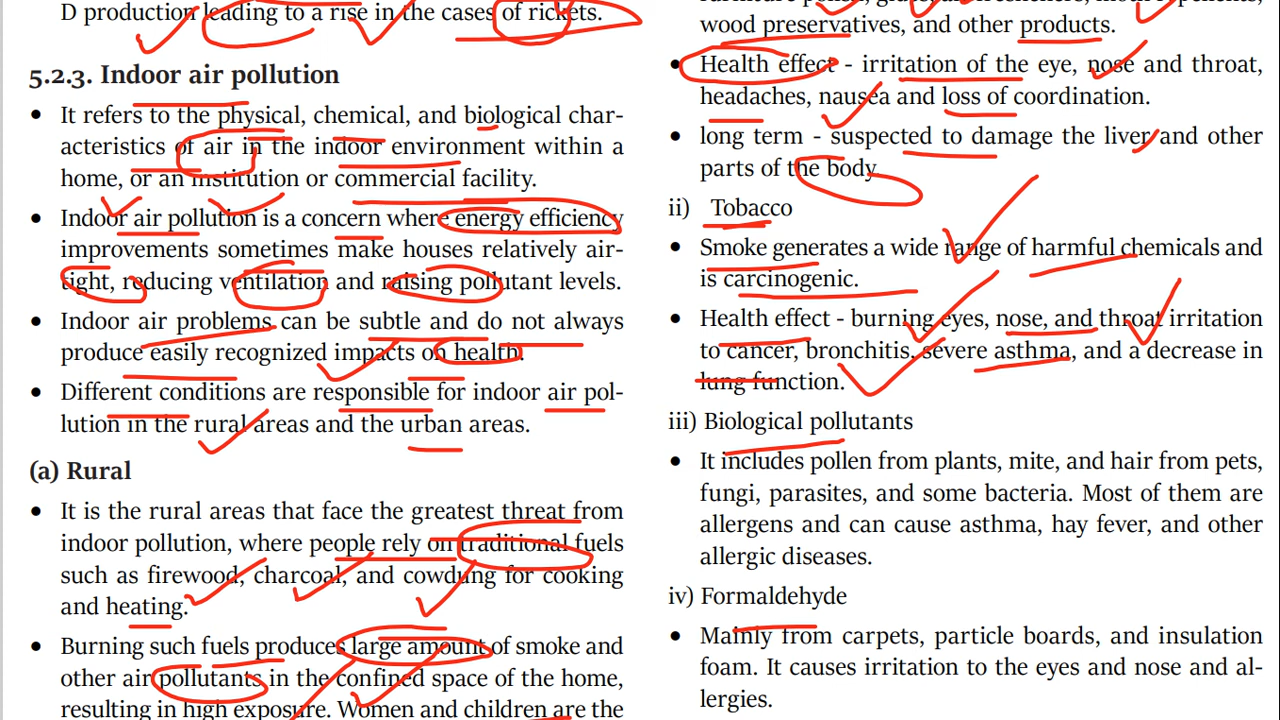 D production leading to a rise in the cases of rickets.
5.2.3. Indoor air pollution
• It refers to the physical, chemical, and biological char-
acteristics of air in the indoor environment within a
home, or an institution or commercial facility.
• Indoor air pollution is a concern where energy efficiency
improvements sometimes make houses relatively air-
tight, reducing ventilation and raising pollutant levels.
• Indoor air problems can be subtle and do not always
produce easily recognized impacts on health.
• Different conditions are responsible for indoor air pol-
lution in the rural areas and the urban areas.
(a) Rural
• It is the rural areas that face the greatest threat from
indoor pollution, where people rely on traditional fuels
such as firewood, charcoal, and cowdung for cooking
and heating.
• Burning such fuels produces large amount of smoke and
other air pollutants in the confined space of the home,
resulting in high exposure. Women and children are the
wood preservatives, and other products.
• Health effect - irritation of the eye, nose and throat,
headaches, nausea and loss of coordination.
• long term - suspected to damage the liver and other
parts of the body.
ii) Tobacco
• Smoke generates a wide range of harmful chemicals and
is carcinogenic.
• Health effect - burning eyes, nose, and throat irritation
to cancer, bronchitis, severe asthma, and a decrease in
lung function.
iii) Biological pollutants
• It includes pollen from plants, mite, and hair from pets,
fungi, parasites, and some bacteria. Most of them are
allergens and can cause asthma, hay fever, and other
allergic diseases.
iv) Formaldehyde
• Mainly from carpets, particle boards, and insulation
foam. It causes irritation to the eyes and nose and al-
lergies.